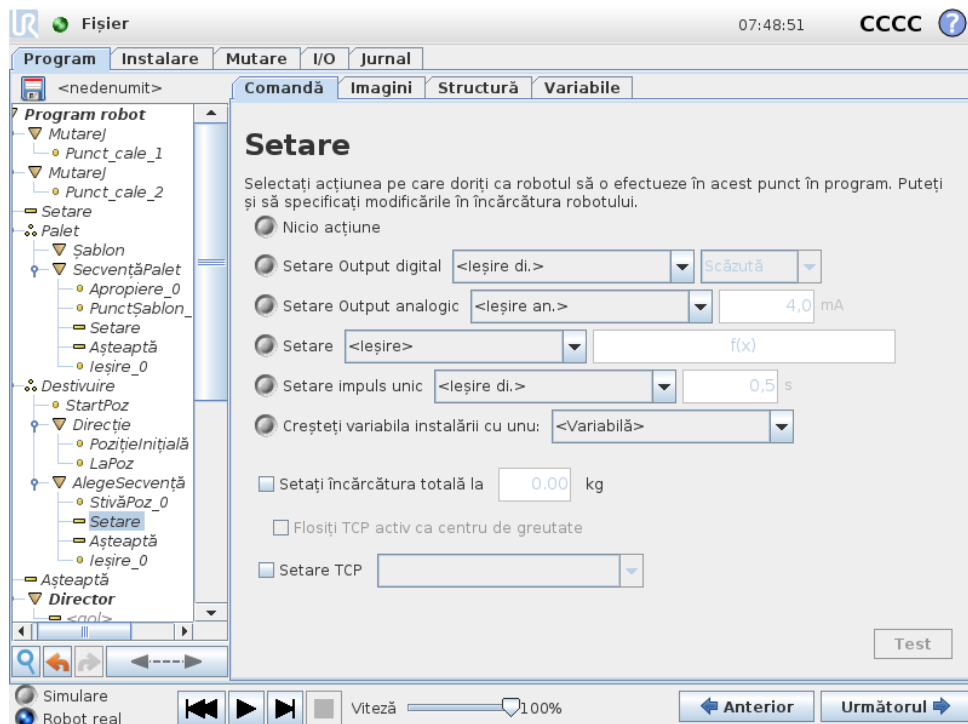 UR Fișier 07:48:51 CCCC ?
Program Instalare Mutare I/O Jurnal
<nedenumit>
Comandă Imagini Structură Variabile
Program robot
MutareJ
Punct_cale_1
MutareJ
Punct_cale_2
Setare
Palet
Șablon
SecvențăPalet
Apropiere_0
PunctȘablon_
Setare
Așteaptă
Ieșire_0
Destivuire
StartPoz
Direcție
PozițieInițială
LaPoz
AlegeSecvență
StivăPoz_0
Setare
Așteaptă
Ieșire_0
Așteaptă
Director
<gol>
Setare
Selectați acțiunea pe care doriți ca robotul să o efectueze în acest punct în program. Puteți
și să specificați modificările în încărcătura robotului.
Nicio acțiune
Setare Output digital <Ieșire di.> Scăzută
Setare Output analogic <Ieșire an.> 4,0 mA
Setare <Ieșire> f(x)
Setare impuls unic <Ieșire di.> 0,5 s
Creșteți variabila instalării cu unu: <Variabilă>
Setați încărcătura totală la 0.00 kg
Flosiți TCP activ ca centru de greutate
Setare TCP
Test
Simulare
Robot real
Viteză 100%
Anterior Următorul